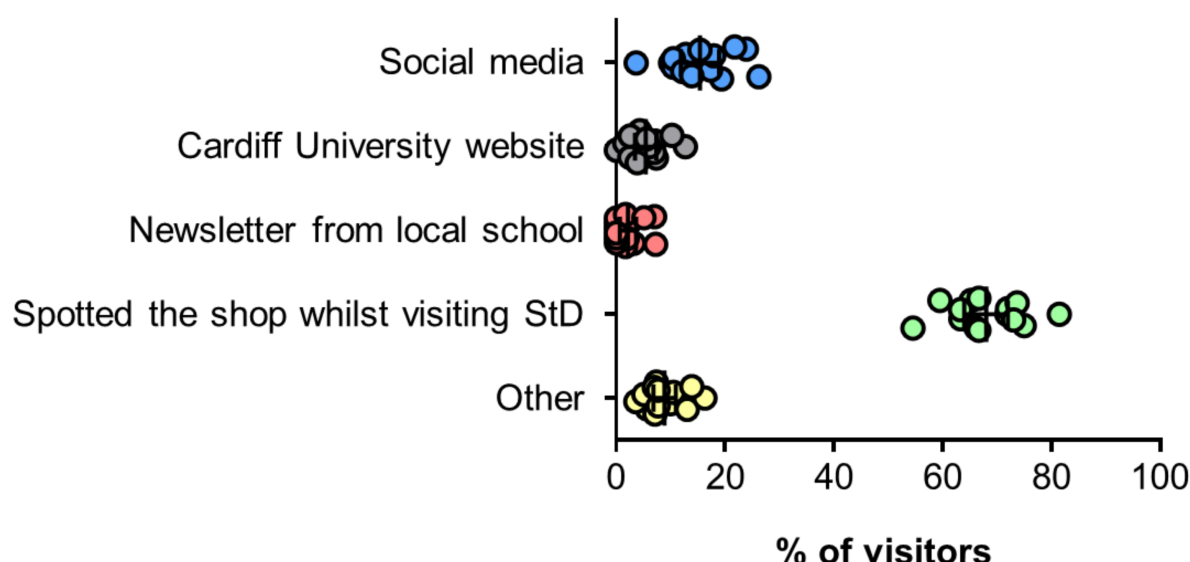 Social media
Cardiff University website
Newsletter from local school
Spotted the shop whilst visiting StD
Other
0 20 40 60 80 100
% of visitors